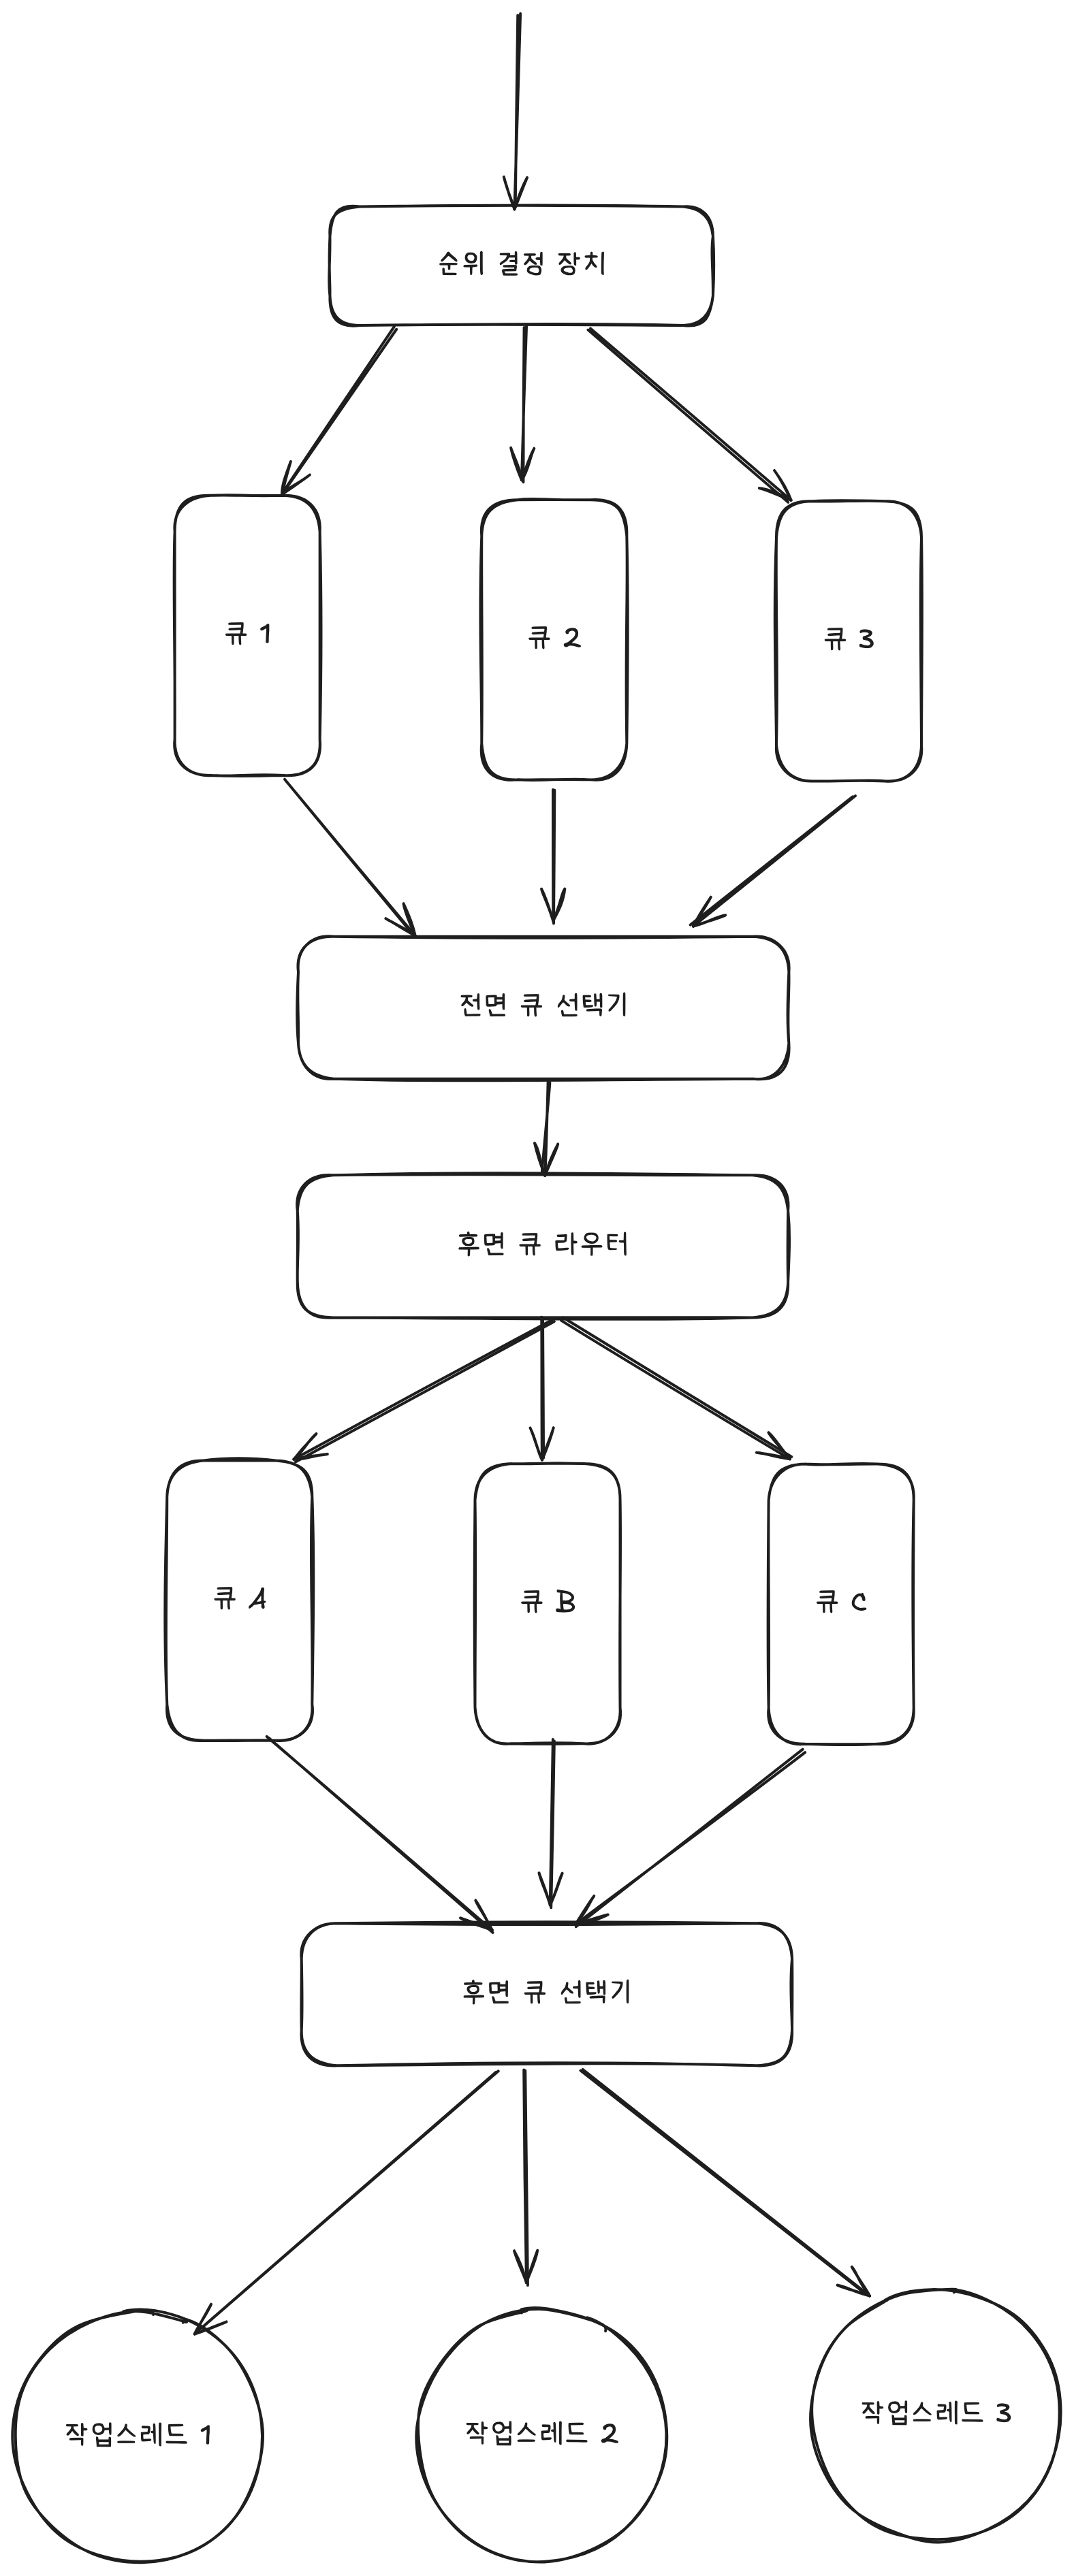 순위 결정 장치
큐 1
큐 2
큐 3
전면 큐 선택기
후면 큐 라우터
큐 A
큐 B
큐 C
후면 큐 선택기
작업스레드 1
작업스레드 2
작업스레드 3